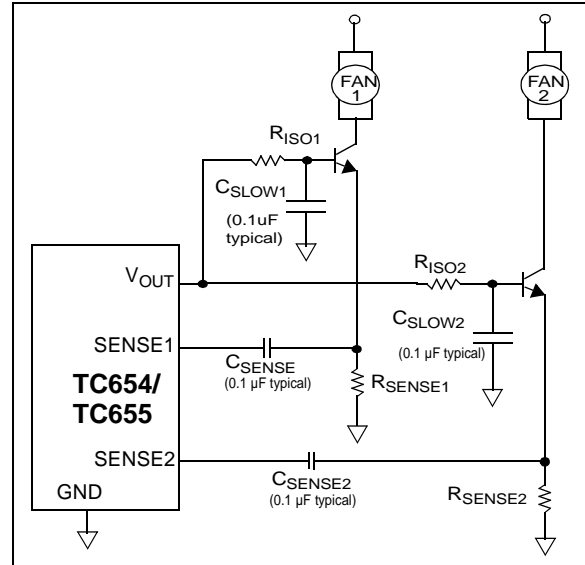 FAN
1
FAN
2
RISO1
CSLOW1
(0.1uF
typical)
VOUT
RISO2
CSLOW2
(0.1 µF typical)
SENSE1
CSENSE
(0.1 µF typical)
RSENSE1
TC654/
TC655
SENSE2
CSENSE2
(0.1 µF typical)
RSENSE2
GND